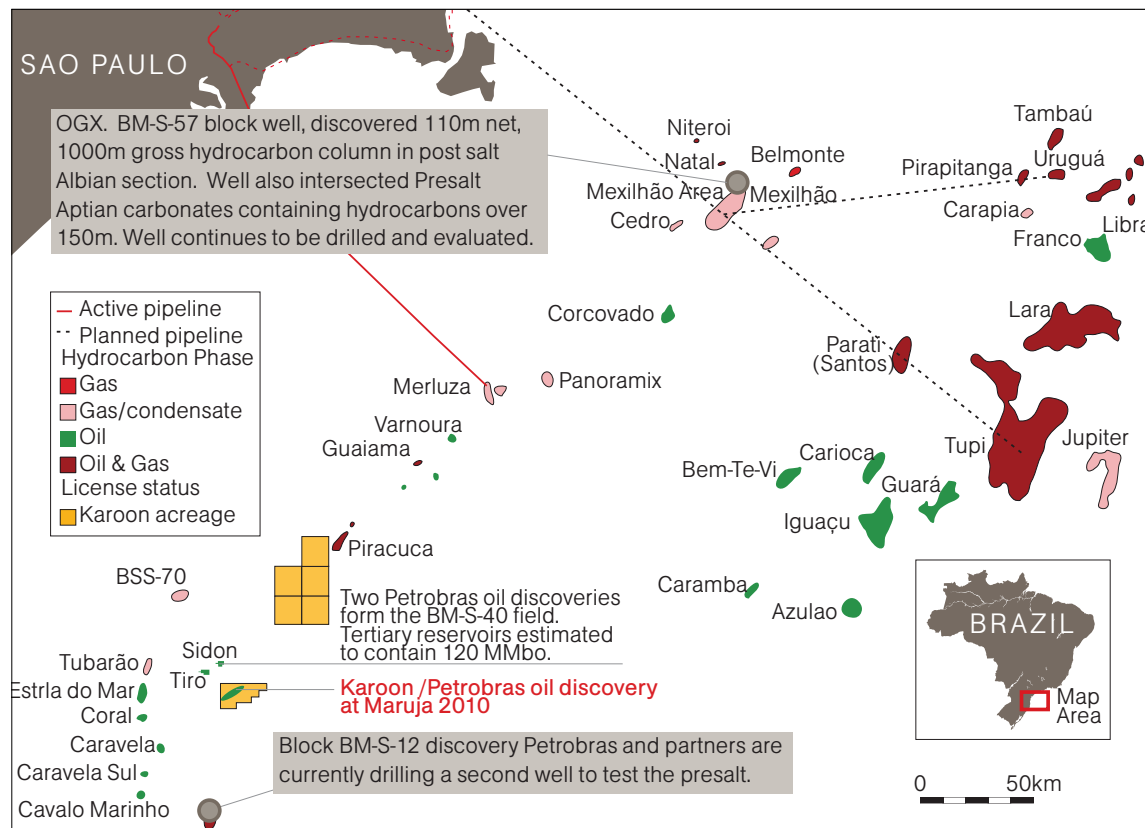 SAO PAULO
OGX. BM-S-57 block well, discovered 110m net,
1000m gross hydrocarbon column in post salt
Albian section. Well also intersected Presalt
Aptian carbonates containing hydrocarbons over
150m. Well continues to be drilled and evaluated.
Niteroi
Natal
Belmonte
Mexilhão Area
Mexilhão
Cedro
Tambaú
Pirapitanga
Uruguá
Carapia
Franco
Libra
Corcovado
Lara
Parati
(Santos)
Merluza
Panoramix
Varnoura
Guaiama
Tupi
Jupiter
Carioca
Bem-Te-Vi
Guará
Iguaçu
Active pipeline
Planned pipeline
Hydrocarbon Phase
Gas
Gas/condensate
Oil
Oil & Gas
License status
Karoon acreage
Piracuca
BSS-70
Two Petrobras oil discoveries
form the BM-S-40 field.
Tertiary reservoirs estimated
to contain 120 MMbo.
Caramba
Azulao
Sidon
Tubarão
Tiro
Estrla do Mar
Karoon /Petrobras oil discovery
at Maruja 2010
Coral
Caravela
Caravela Sul
Cavalo Marinho
Block BM-S-12 discovery Petrobras and partners are
currently drilling a second well to test the presalt.
BRAZIL
Map
Area
0 50km